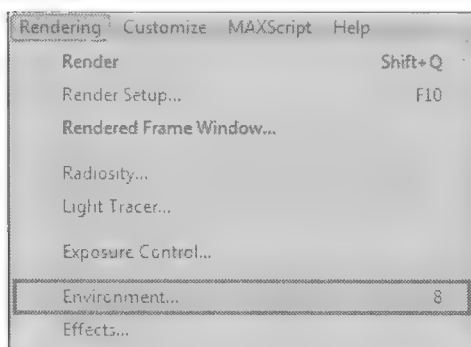 Rendering Customize MAXScript Help
Render Shift+Q
Render Setup... F10
Rendered Frame Window...
Radiosity...
Light Tracer...
Exposure Control...
Environment... 8
Effects...